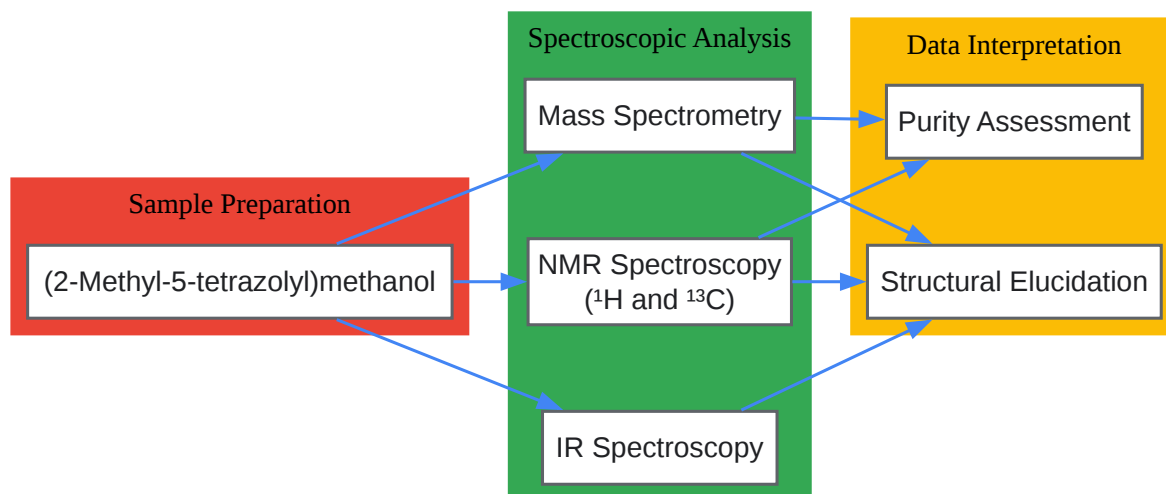 Sample Preparation
(2-Methyl-5-tetrazolyl)methanol
Spectroscopic Analysis
Mass Spectrometry
NMR Spectroscopy
(¹H and ¹³C)
IR Spectroscopy
Data Interpretation
Purity Assessment
Structural Elucidation